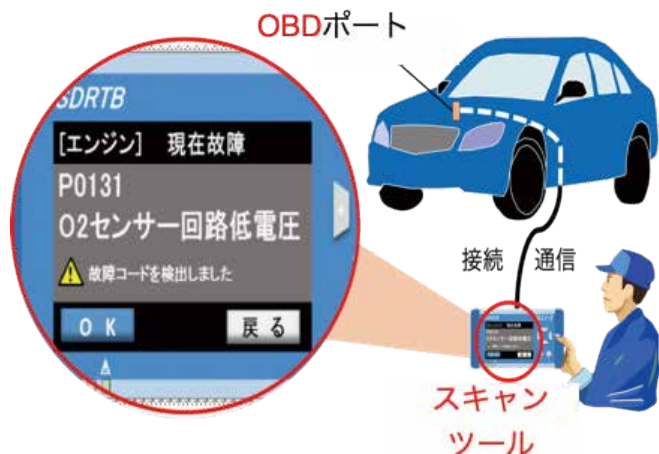 OBDポート
SDRTB
[エンジン] 現在故障
P0131
O2センサー回路低電圧
故障コードを検出しました
OK
戻る
接続 通信
スキャン
ツール